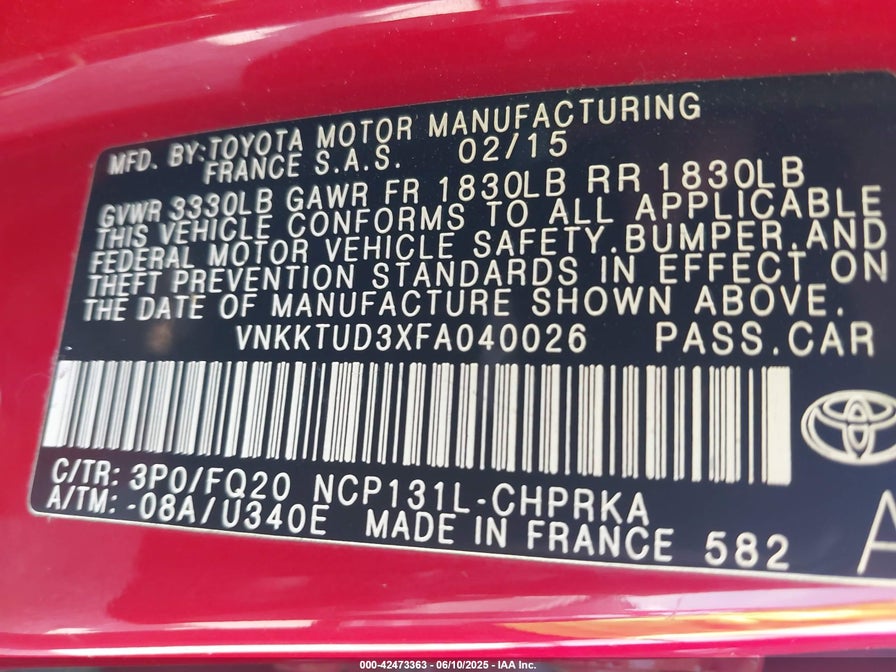 MFD. BY:TOYOTA MOTOR MANUFACTURING
FRANCE S.A.S. 02/15
GVWR 3330LB GAWR FR 1830LB RR 1830LB
THIS VEHICLE CONFORMS TO ALL APPLICABLE
FEDERAL MOTOR VEHICLE SAFETY,BUMPER,AND
THEFT PREVENTION STANDARDS IN EFFECT ON
THE DATE OF MANUFACTURE SHOWN ABOVE.
VNKKTUD3XFA040026 PASS.CAR
C/TR: 3P0/FQ20 NCP131L-CHPRKA
A/TM: -08A/U340E MADE IN FRANCE 582
A
000-42473363 - 06/10/2025 - IAA Inc.